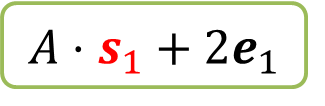 A · s₁ + 2e₁